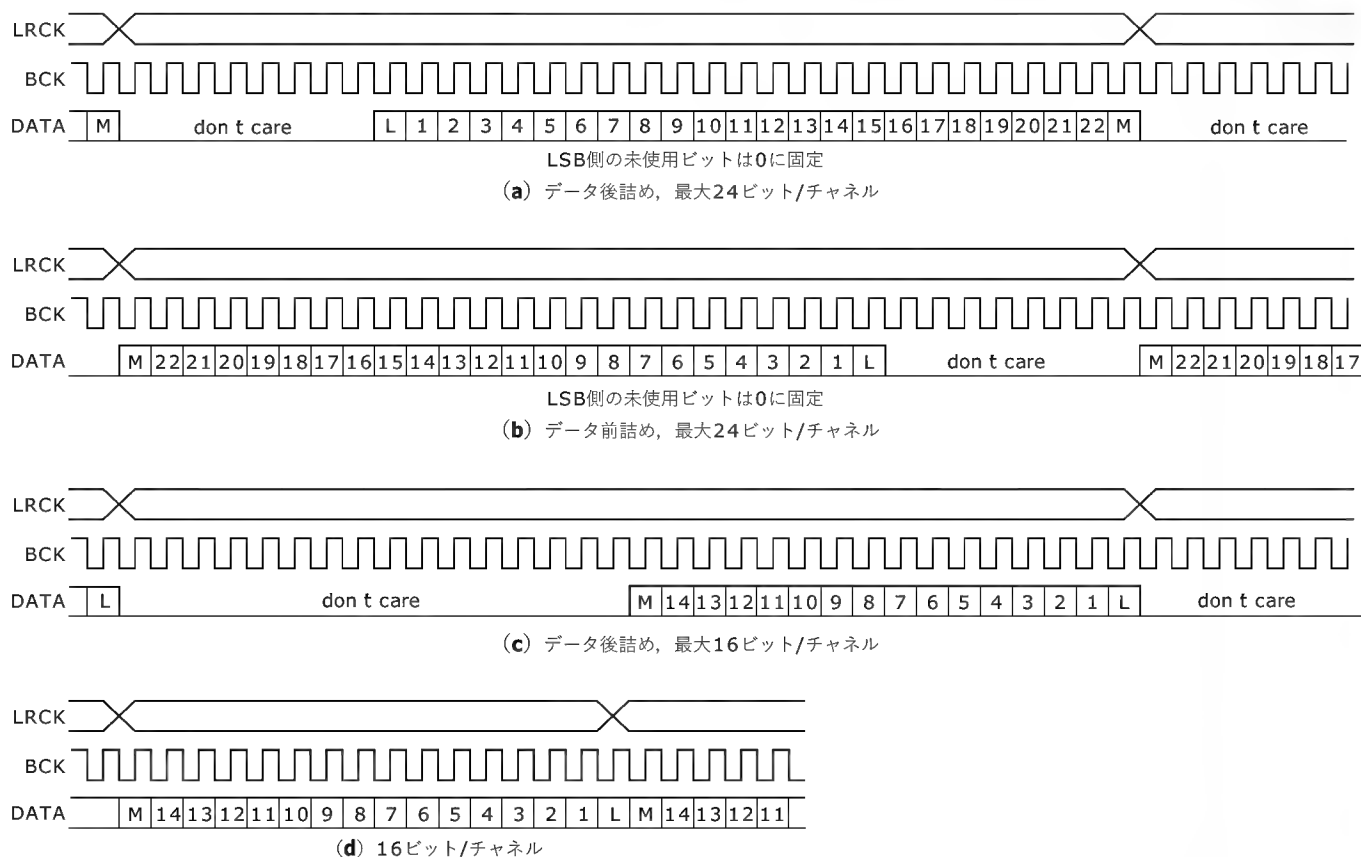 LRCK
BCK
DATA M don t care L 1 2 3 4 5 6 7 8 9 10 11 12 13 14 15 16 17 18 19 20 21 22 M don t care
LSB側の未使用ビットは0に固定
(a) データ後詰め，最大24ビット/チャネル
LRCK
BCK
DATA M 22 21 20 19 18 17 16 15 14 13 12 11 10 9 8 7 6 5 4 3 2 1 L don t care M 22 21 20 19 18 17
LSB側の未使用ビットは0に固定
(b) データ前詰め，最大24ビット/チャネル
LRCK
BCK
DATA L don t care M 14 13 12 11 10 9 8 7 6 5 4 3 2 1 L don t care
(c) データ後詰め，最大16ビット/チャネル
LRCK
BCK
DATA M 14 13 12 11 10 9 8 7 6 5 4 3 2 1 L M 14 13 12 11
(d) 16ビット/チャネル